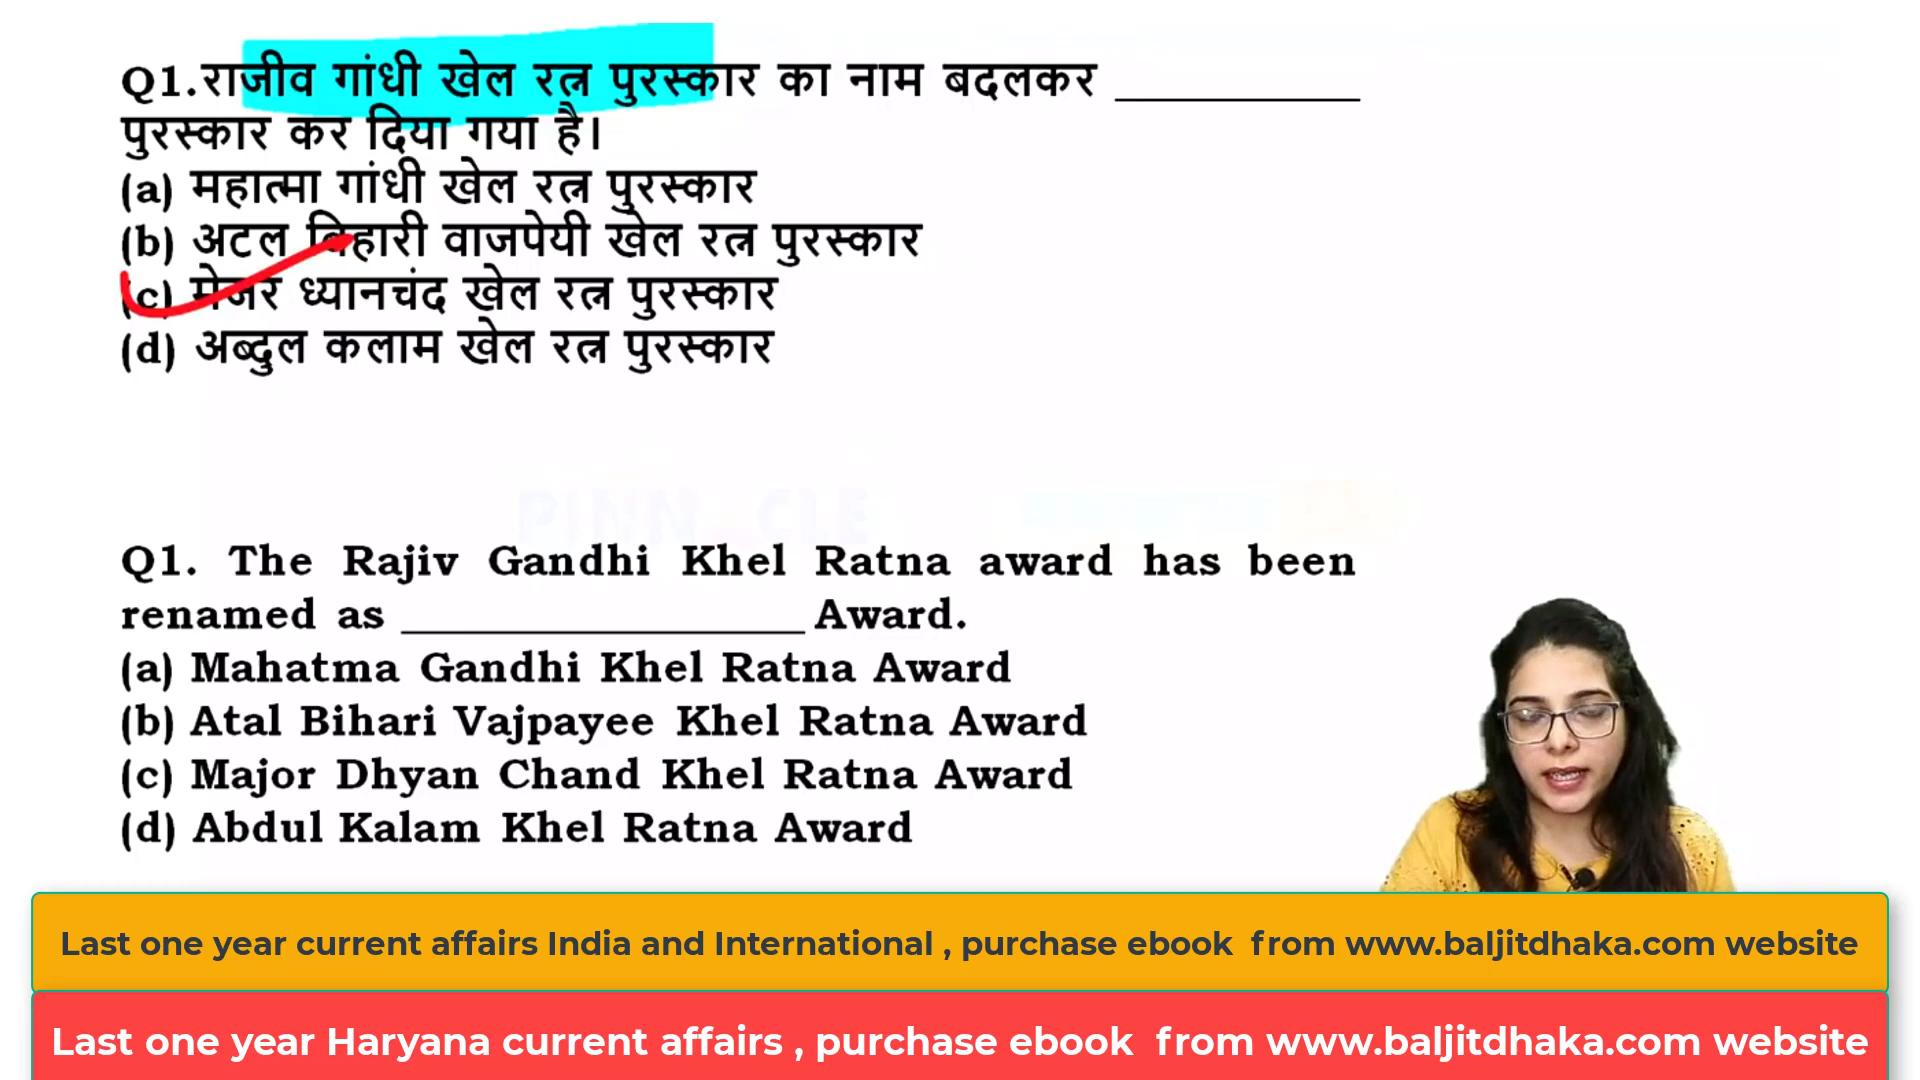 Q1.राजीव गांधी खेल रत्न पुरस्कार का नाम बदलकर ___________
पुरस्कार कर दिया गया है।
(a) महात्मा गांधी खेल रत्न पुरस्कार
(b) अटल बिहारी वाजपेयी खेल रत्न पुरस्कार
(c) मेजर ध्यानचंद खेल रत्न पुरस्कार
(d) अब्दुल कलाम खेल रत्न पुरस्कार
Q1. The Rajiv Gandhi Khel Ratna award has been
renamed as __________________ Award.
(a) Mahatma Gandhi Khel Ratna Award
(b) Atal Bihari Vajpayee Khel Ratna Award
(c) Major Dhyan Chand Khel Ratna Award
(d) Abdul Kalam Khel Ratna Award
Last one year current affairs India and International , purchase ebook from www.baljitdhaka.com website
Last one year Haryana current affairs , purchase ebook from www.baljitdhaka.com website